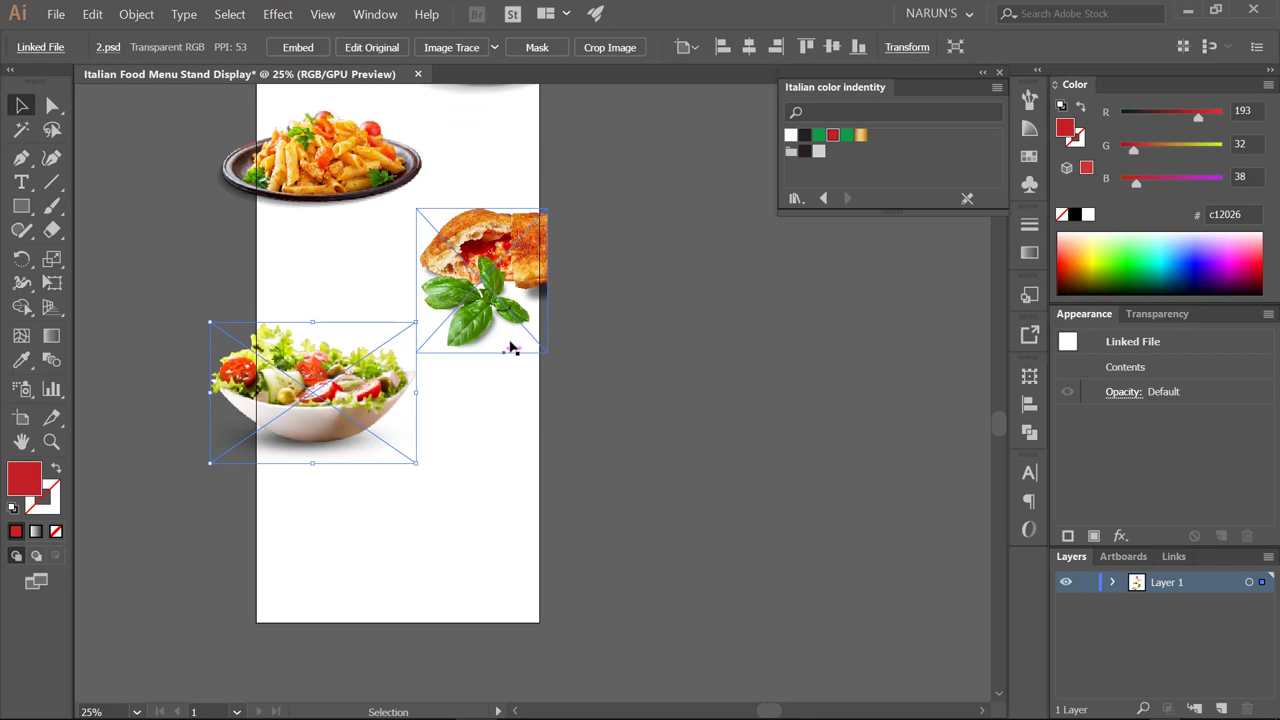 Ai File Edit Object Type Select Effect View Window Help Br St NARUN'S Search Adobe Stock
Linked File 2.psd Transparent RGB PPI: 53 Embed Edit Original Image Trace Mask Crop Image Transform
Italian Food Menu Stand Display* @ 25% (RGB/GPU Preview)
Italian color indentity
Color
R 193
G 32
B 38
# c12026
Appearance Transparency
Linked File
Contents
Opacity: Default
Layers Artboards Links
Layer 1
1 Layer
25% 1 Selection